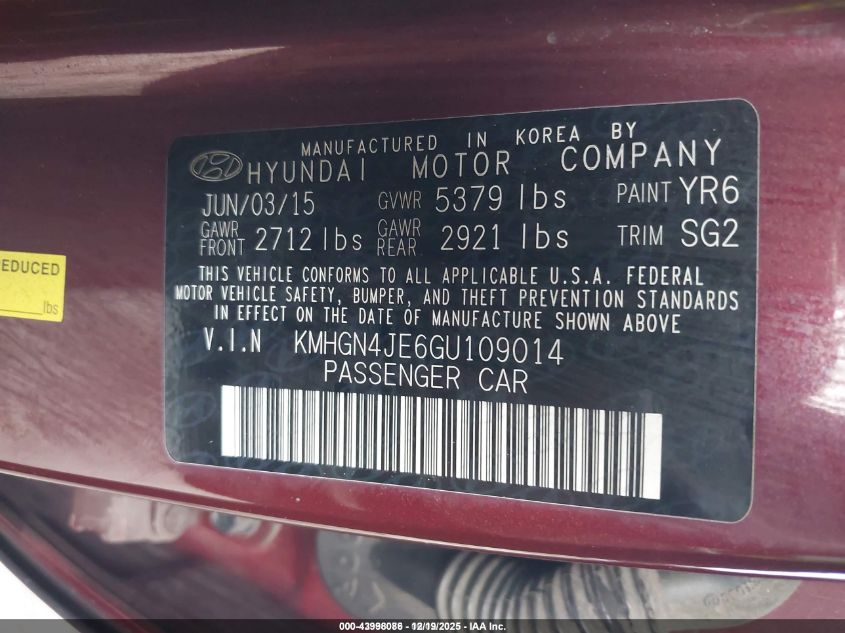 MANUFACTURED IN KOREA BY
HYUNDAI MOTOR COMPANY
JUN/03/15 GVWR 5379 lbs PAINT YR6
GAWR FRONT 2712 lbs GAWR REAR 2921 lbs TRIM SG2
THIS VEHICLE CONFORMS TO ALL APPLICABLE U.S.A. FEDERAL
MOTOR VEHICLE SAFETY, BUMPER, AND THEFT PREVENTION STANDARDS
IN EFFECT ON THE DATE OF MANUFACTURE SHOWN ABOVE
V.I.N KMHGN4JE6GU109014
PASSENGER CAR
EDUCED
lbs
000-43998086 - 12/19/2025 - IAA Inc.